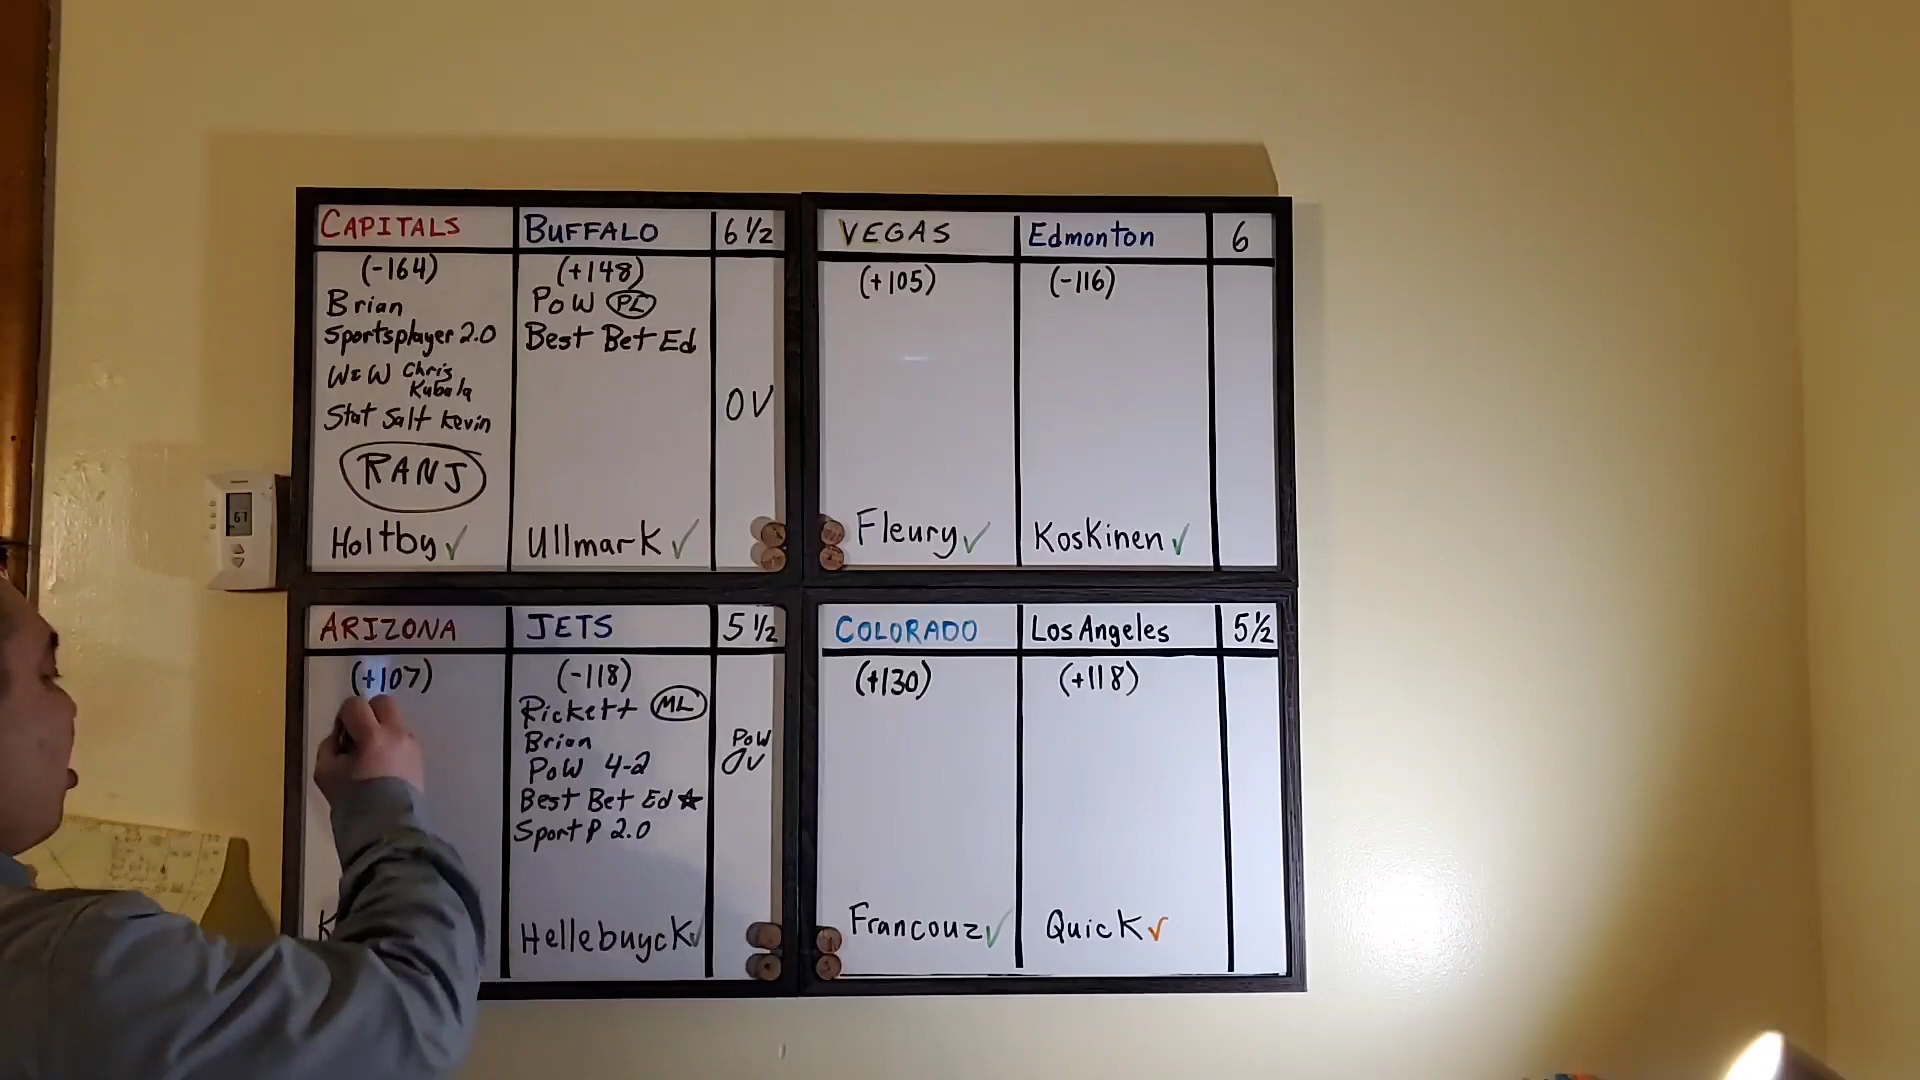 CAPITALS BUFFALO 6 1/2
(-164) (+148)
Brian PoW PL
Sportsplayer 2.0 Best Bet Ed
W&W Chris Kubala
Stat Salt Kevin
OV
RANJ
Holtby ✓ Ullmark ✓
VEGAS Edmonton 6
(+105) (-116)
Fleury ✓ Koskinen ✓
67
ARIZONA JETS 5 1/2
(+107) (-118)
Rickett ML
Brian
PoW 4-2
PoW
OV
Best Bet Ed ☆
Sport P 2.0
K
Hellebuyck ✓
COLORADO Los Angeles 5 1/2
(+130) (+118)
Francouz ✓ Quick ✓